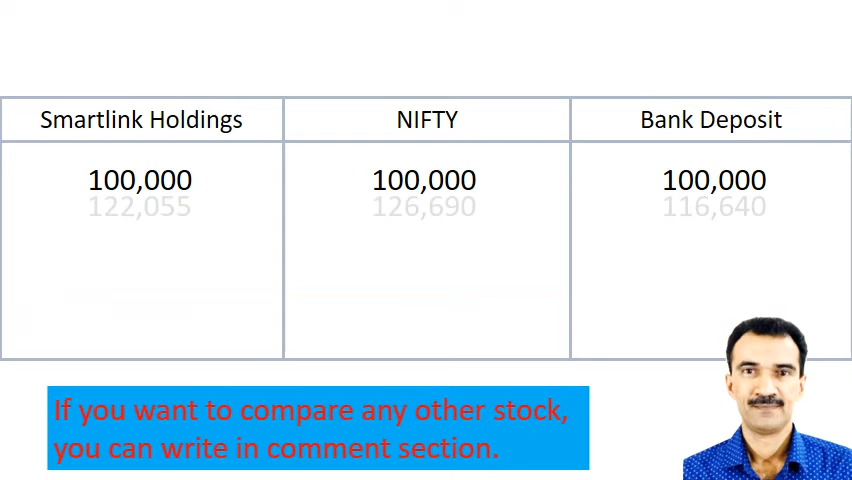 Smartlink Holdings NIFTY Bank Deposit
100,000 100,000 100,000
122,055 126,690 116,640
If you want to compare any other stock,
you can write in comment section.